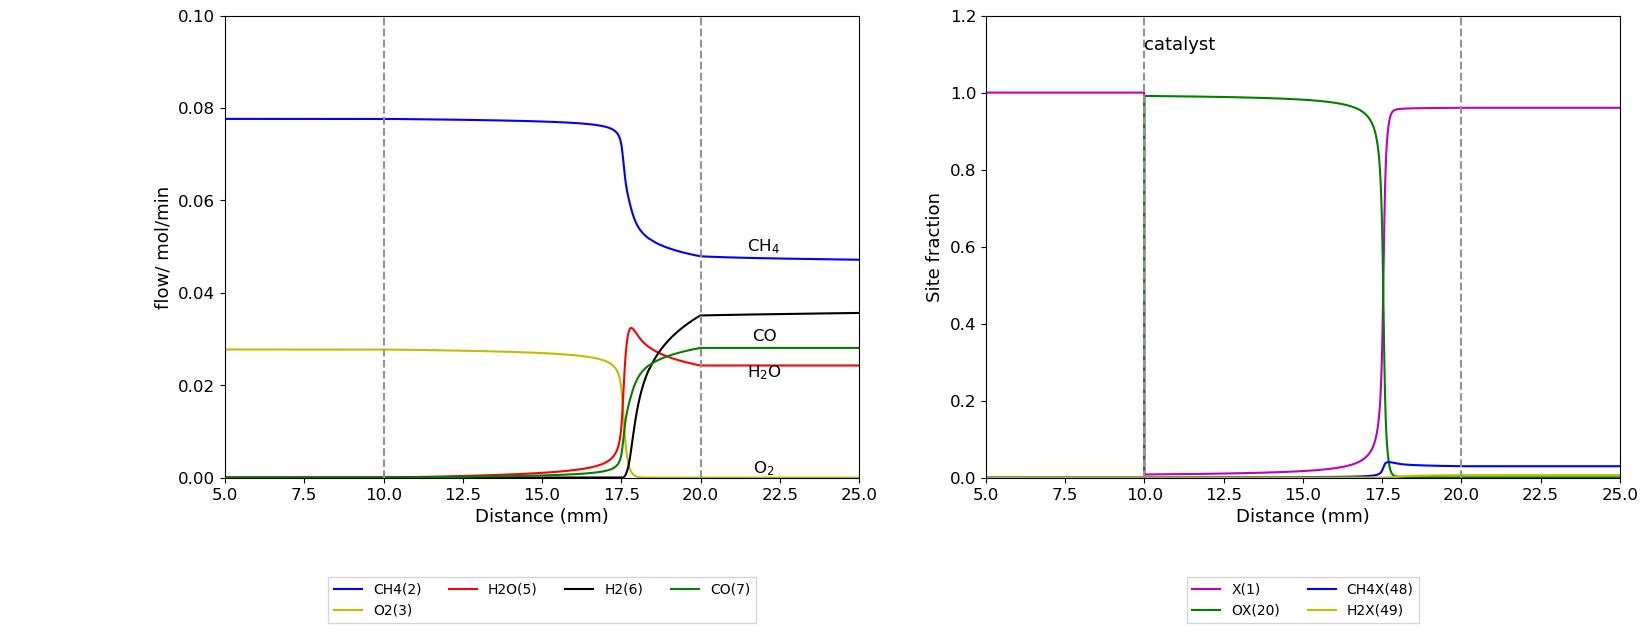 0.10
0.08
0.06
0.04
0.02
0.00
flow/ mol/min
CH4
CO
H2O
O2
5.0 7.5 10.0 12.5 15.0 17.5 20.0 22.5 25.0
Distance (mm)
CH4(2) H2O(5) H2(6) CO(7)
O2(3)
1.2
1.0
0.8
0.6
0.4
0.2
0.0
Site fraction
catalyst
5.0 7.5 10.0 12.5 15.0 17.5 20.0 22.5 25.0
Distance (mm)
X(1) CH4X(48)
OX(20) H2X(49)